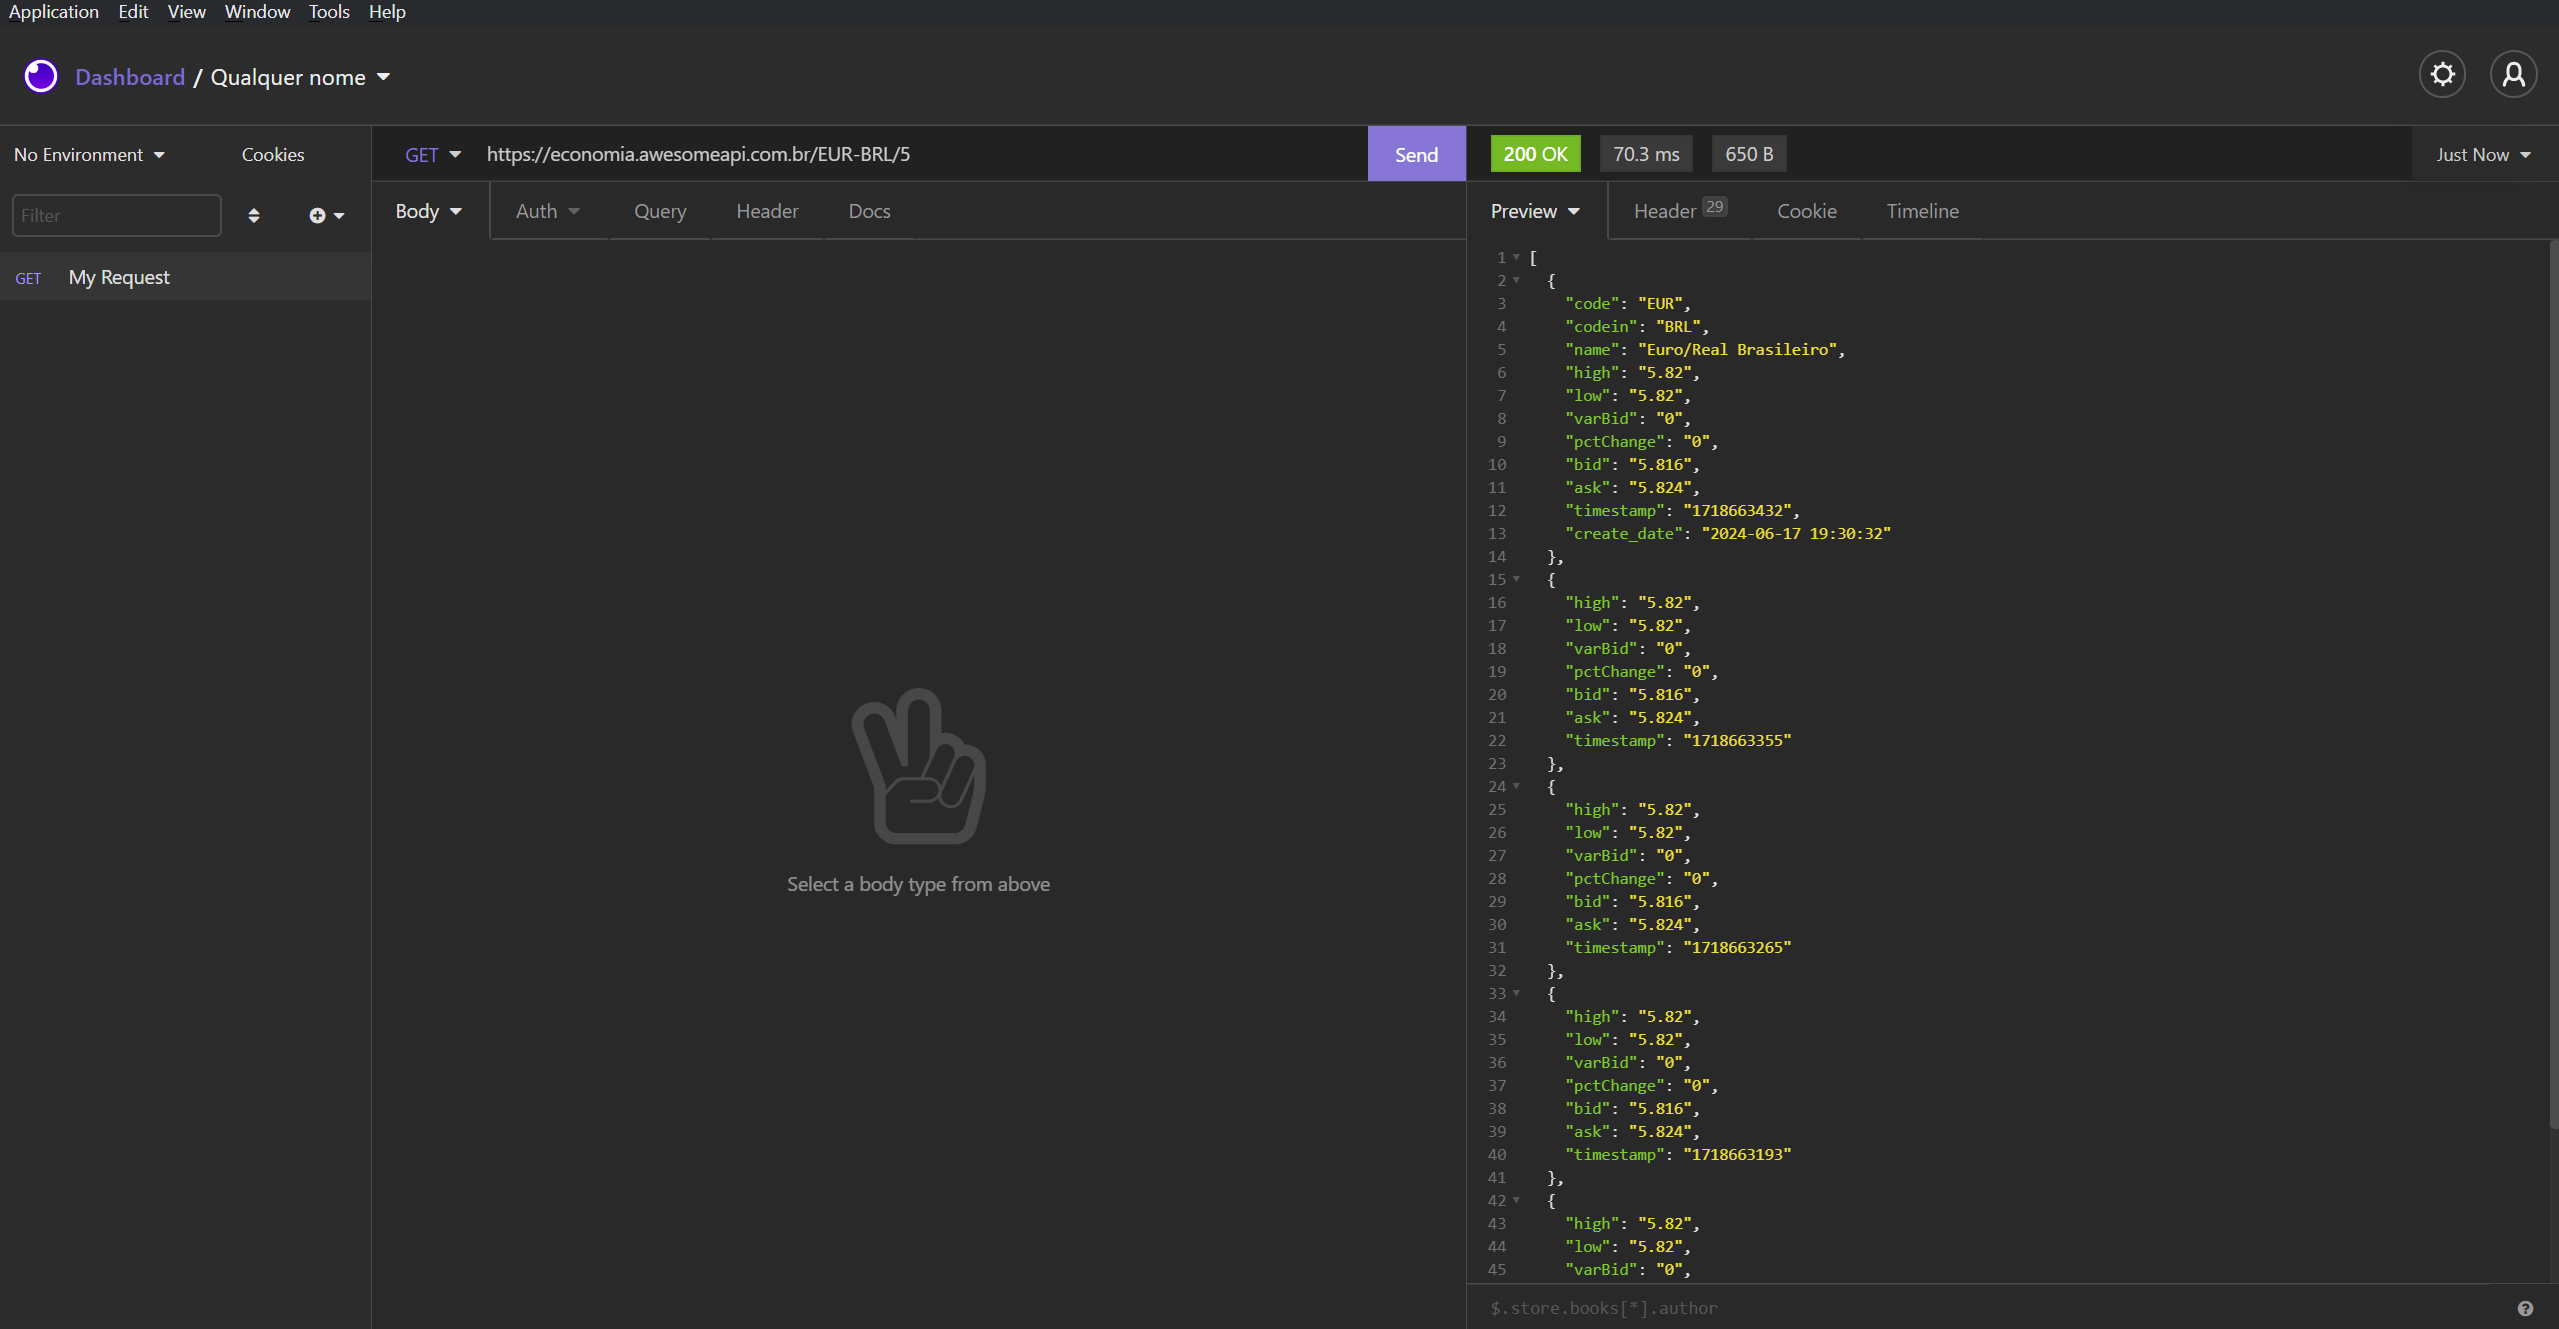 Application Edit View Window Tools Help
Dashboard / Qualquer nome
No Environment Cookies
Filter
GET My Request
GET https://economia.awesomeapi.com.br/EUR-BRL/5 Send
Body Auth Query Header Docs
Select a body type from above
200 OK 70.3 ms 650 B Just Now
Preview Header 29 Cookie Timeline
1 [
2 {
3 "code": "EUR",
4 "codein": "BRL",
5 "name": "Euro/Real Brasileiro",
6 "high": "5.82",
7 "low": "5.82",
8 "varBid": "0",
9 "pctChange": "0",
10 "bid": "5.816",
11 "ask": "5.824",
12 "timestamp": "1718663432",
13 "create_date": "2024-06-17 19:30:32"
14 },
15 {
16 "high": "5.82",
17 "low": "5.82",
18 "varBid": "0",
19 "pctChange": "0",
20 "bid": "5.816",
21 "ask": "5.824",
22 "timestamp": "1718663355"
23 },
24 {
25 "high": "5.82",
26 "low": "5.82",
27 "varBid": "0",
28 "pctChange": "0",
29 "bid": "5.816",
30 "ask": "5.824",
31 "timestamp": "1718663265"
32 },
33 {
34 "high": "5.82",
35 "low": "5.82",
36 "varBid": "0",
37 "pctChange": "0",
38 "bid": "5.816",
39 "ask": "5.824",
40 "timestamp": "1718663193"
41 },
42 {
43 "high": "5.82",
44 "low": "5.82",
45 "varBid": "0",
$.store.books[*].author